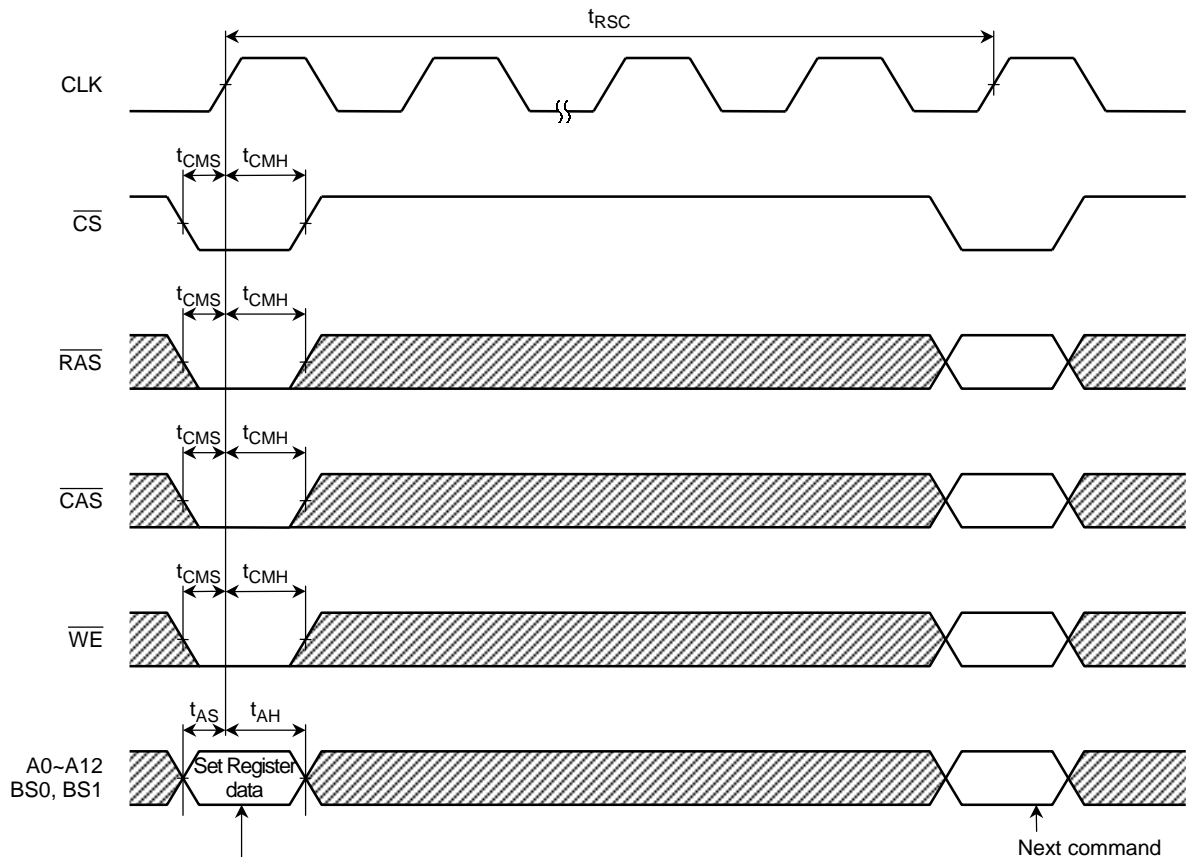 tRSC
CLK
tCMS tCMH
CS
tCMS tCMH
RAS
tCMS tCMH
CAS
tCMS tCMH
WE
tAS tAH
A0~A12
BS0, BS1
Set Register
data
Next command